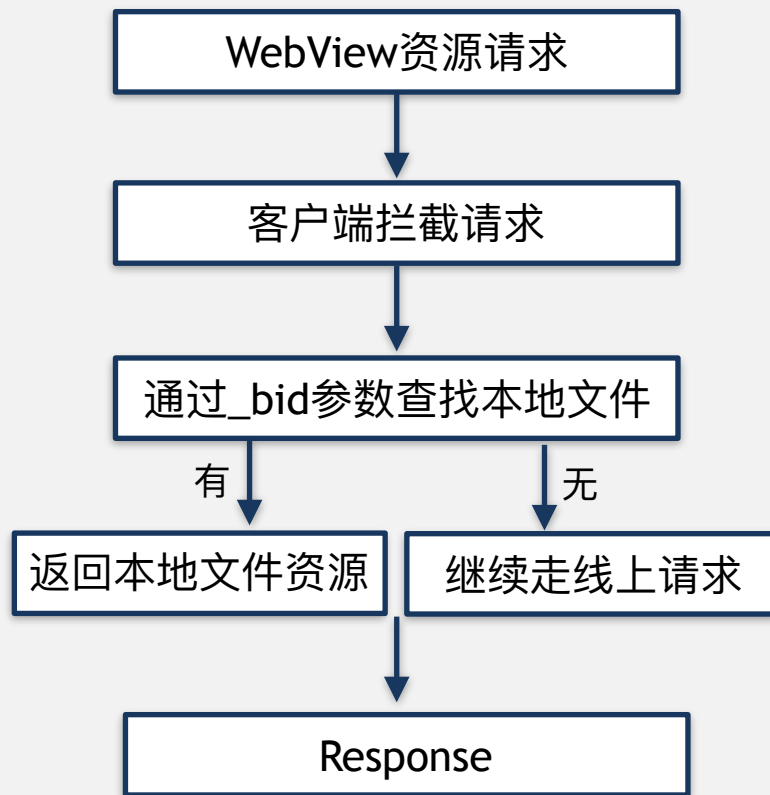 WebView资源请求
客户端拦截请求
通过_bid参数查找本地文件
有
无
返回本地文件资源
继续走线上请求
Response